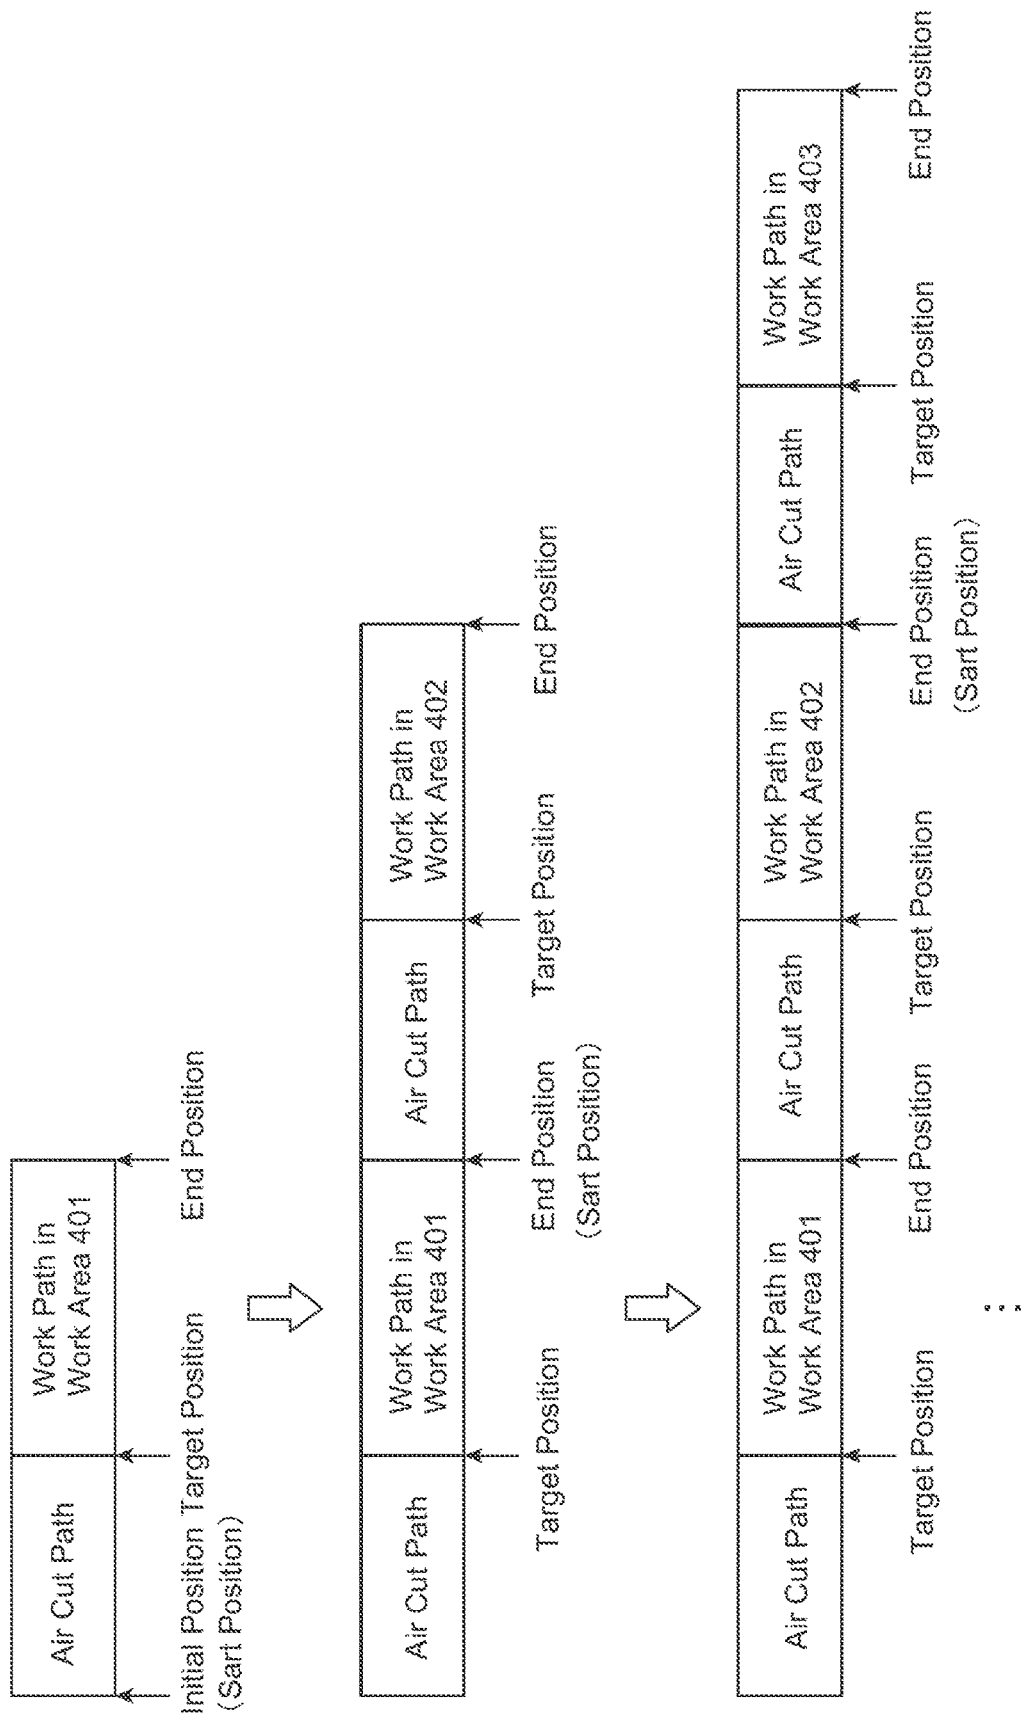 Air Cut Path
Work Path in
Work Area 401
Initial Position
(Sart Position)
Target Position
End Position
Air Cut Path
Work Path in
Work Area 401
Air Cut Path
Work Path in
Work Area 402
Target Position
End Position
(Sart Position)
Target Position
End Position
Air Cut Path
Work Path in
Work Area 401
Air Cut Path
Work Path in
Work Area 402
Air Cut Path
Work Path in
Work Area 403
Target Position
End Position
Target Position
End Position
(Sart Position)
Target Position
End Position
...